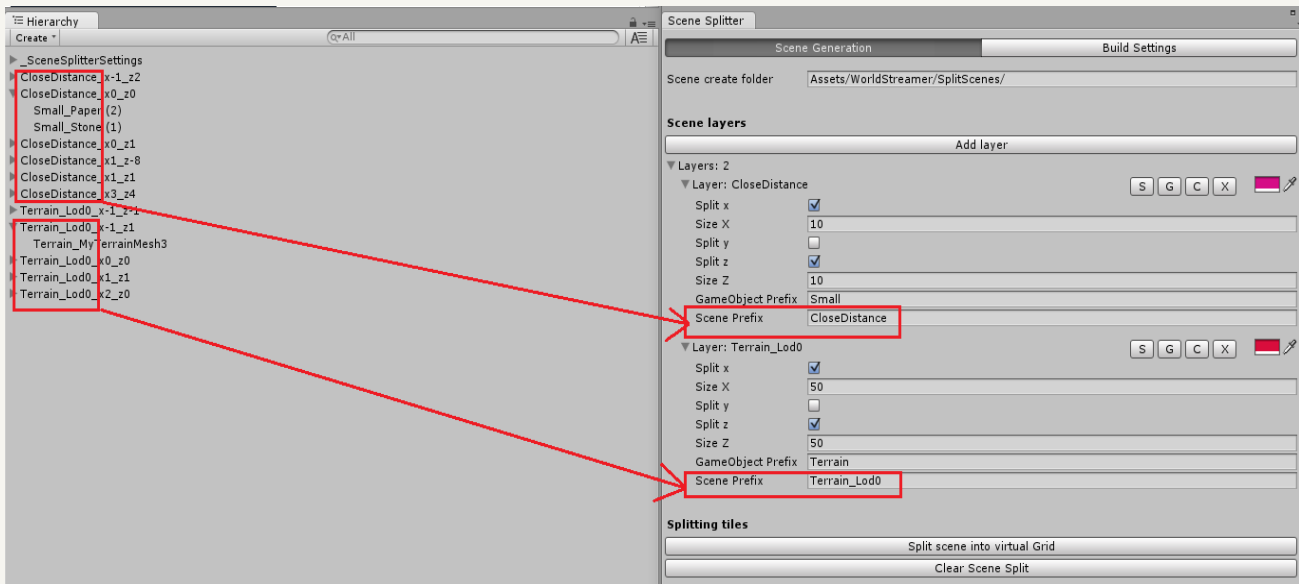 Hierarchy
Create
All
_SceneSplitterSettings
CloseDistance_x-1_z2
CloseDistance_x0_z0
Small_Paper (2)
Small_Stone (1)
CloseDistance_x0_z1
CloseDistance_x1_z-8
CloseDistance_x1_z1
CloseDistance_x3_z4
Terrain_Lod0_x-1_z-1
Terrain_Lod0_x-1_z1
Terrain_MyTerrainMesh3
Terrain_Lod0_x0_z0
Terrain_Lod0_x1_z1
Terrain_Lod0_x2_z0
Scene Splitter
Scene Generation Build Settings
Scene create folder Assets/WorldStreamer/SplitScenes/
Scene layers
Add layer
Layers: 2
Layer: CloseDistance S G C X
Split x
Size X 10
Split y
Split z
Size Z 10
GameObject Prefix Small
Scene Prefix CloseDistance
Layer: Terrain_Lod0 S G C X
Split x
Size X 50
Split y
Split z
Size Z 50
GameObject Prefix Terrain
Scene Prefix Terrain_Lod0
Splitting tiles
Split scene into virtual Grid
Clear Scene Split